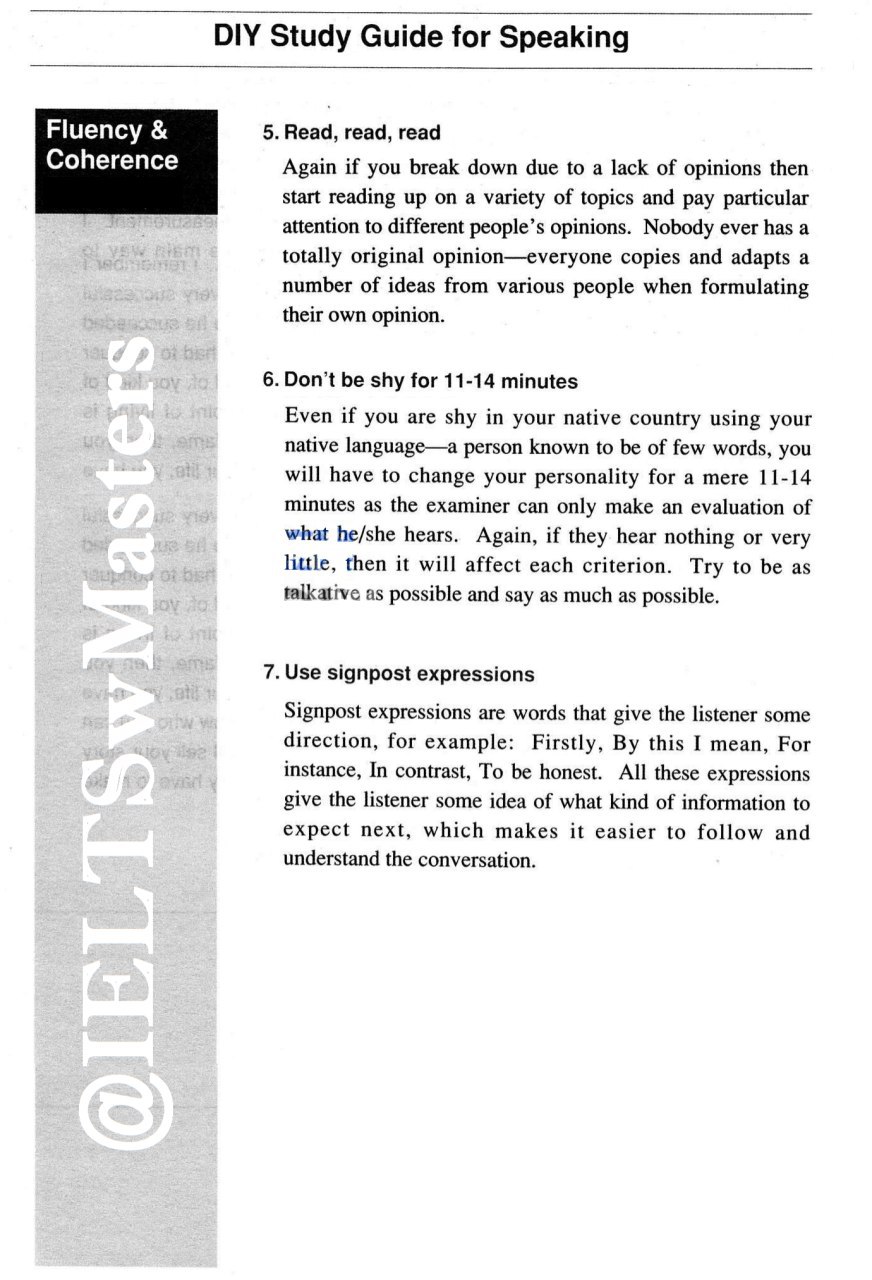 DIY Study Guide for Speaking
Fluency &
Coherence
5. Read, read, read
Again if you break down due to a lack of opinions then
start reading up on a variety of topics and pay particular
attention to different people's opinions. Nobody ever has a
totally original opinion—everyone copies and adapts a
number of ideas from various people when formulating
their own opinion.
6. Don't be shy for 11-14 minutes
Even if you are shy in your native country using your
native language—a person known to be of few words, you
will have to change your personality for a mere 11-14
minutes as the examiner can only make an evaluation of
what he/she hears. Again, if they hear nothing or very
little, then it will affect each criterion. Try to be as
talkative as possible and say as much as possible.
7. Use signpost expressions
Signpost expressions are words that give the listener some
direction, for example: Firstly, By this I mean, For
instance, In contrast, To be honest. All these expressions
give the listener some idea of what kind of information to
expect next, which makes it easier to follow and
understand the conversation.
@IELTSwMasters